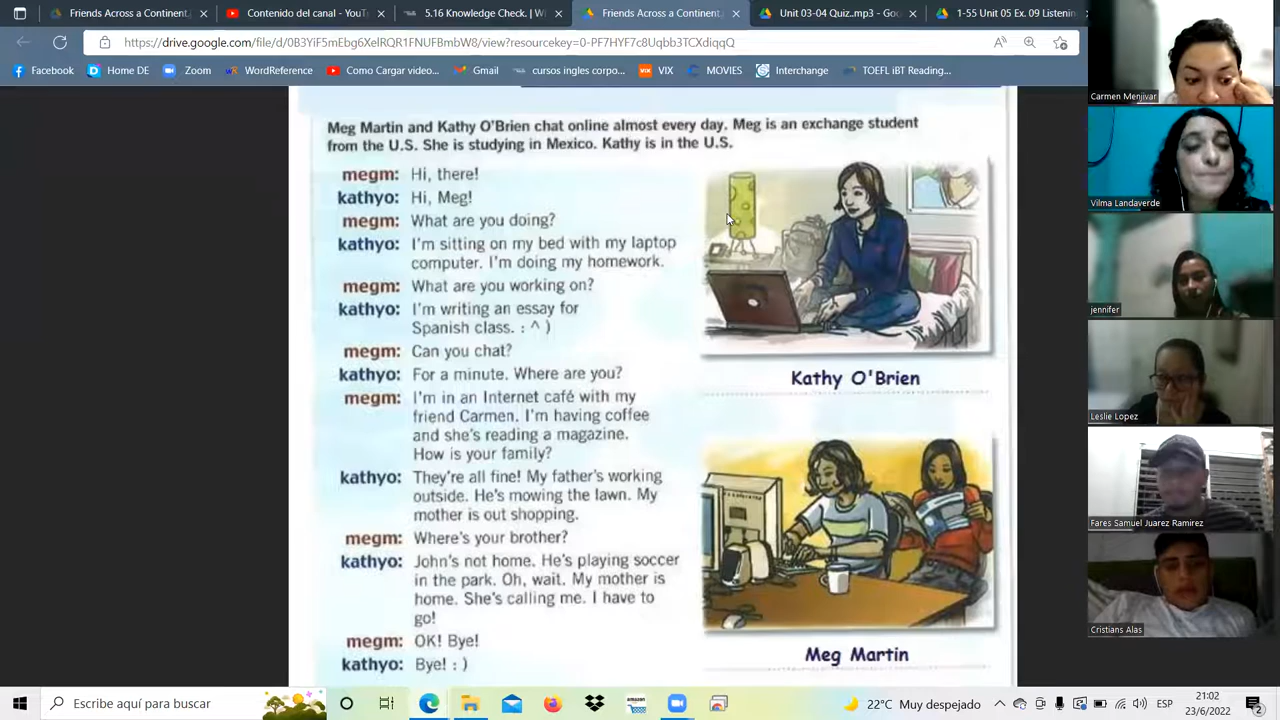 Friends Across a Continent.
Contenido del canal - YouT
5.16 Knowledge Check. | W
Friends Across a Continent.
Unit 03-04 Quiz..mp3 - Goo
1-55 Unit 05 Ex. 09 Listenin
https://drive.google.com/file/d/0B3YiF5mEbg6XelRQR1FNUFBmbW8/view?resourcekey=0-PF7HYF7c8Uqbb3TCXdiqqQ
Facebook
Home DE
Zoom
WordReference
Como Cargar video...
Gmail
cursos ingles corpo...
VIX
MOVIES
Interchange
TOEFL iBT Reading...
Meg Martin and Kathy O'Brien chat online almost every day. Meg is an exchange student
from the U.S. She is studying in Mexico. Kathy is in the U.S.
megm: Hi, there!
kathyo: Hi, Meg!
megm: What are you doing?
kathyo: I'm sitting on my bed with my laptop
computer. I'm doing my homework.
megm: What are you working on?
kathyo: I'm writing an essay for
Spanish class. : ^ )
megm: Can you chat?
kathyo: For a minute. Where are you?
megm: I'm in an Internet café with my
friend Carmen. I'm having coffee
and she's reading a magazine.
How is your family?
kathyo: They're all fine! My father's working
outside. He's mowing the lawn. My
mother is out shopping.
megm: Where's your brother?
kathyo: John's not home. He's playing soccer
in the park. Oh, wait. My mother is
home. She's calling me. I have to
go!
megm: OK! Bye!
kathyo: Bye! : )
Kathy O'Brien
Meg Martin
Carmen Menjivar
Vilma Landaverde
jennifer
Leslie Lopez
Fares Samuel Juarez Ramirez
Cristians Alas
Escribe aquí para buscar
amazon
22°C Muy despejado
ESP
21:02
23/6/2022
2